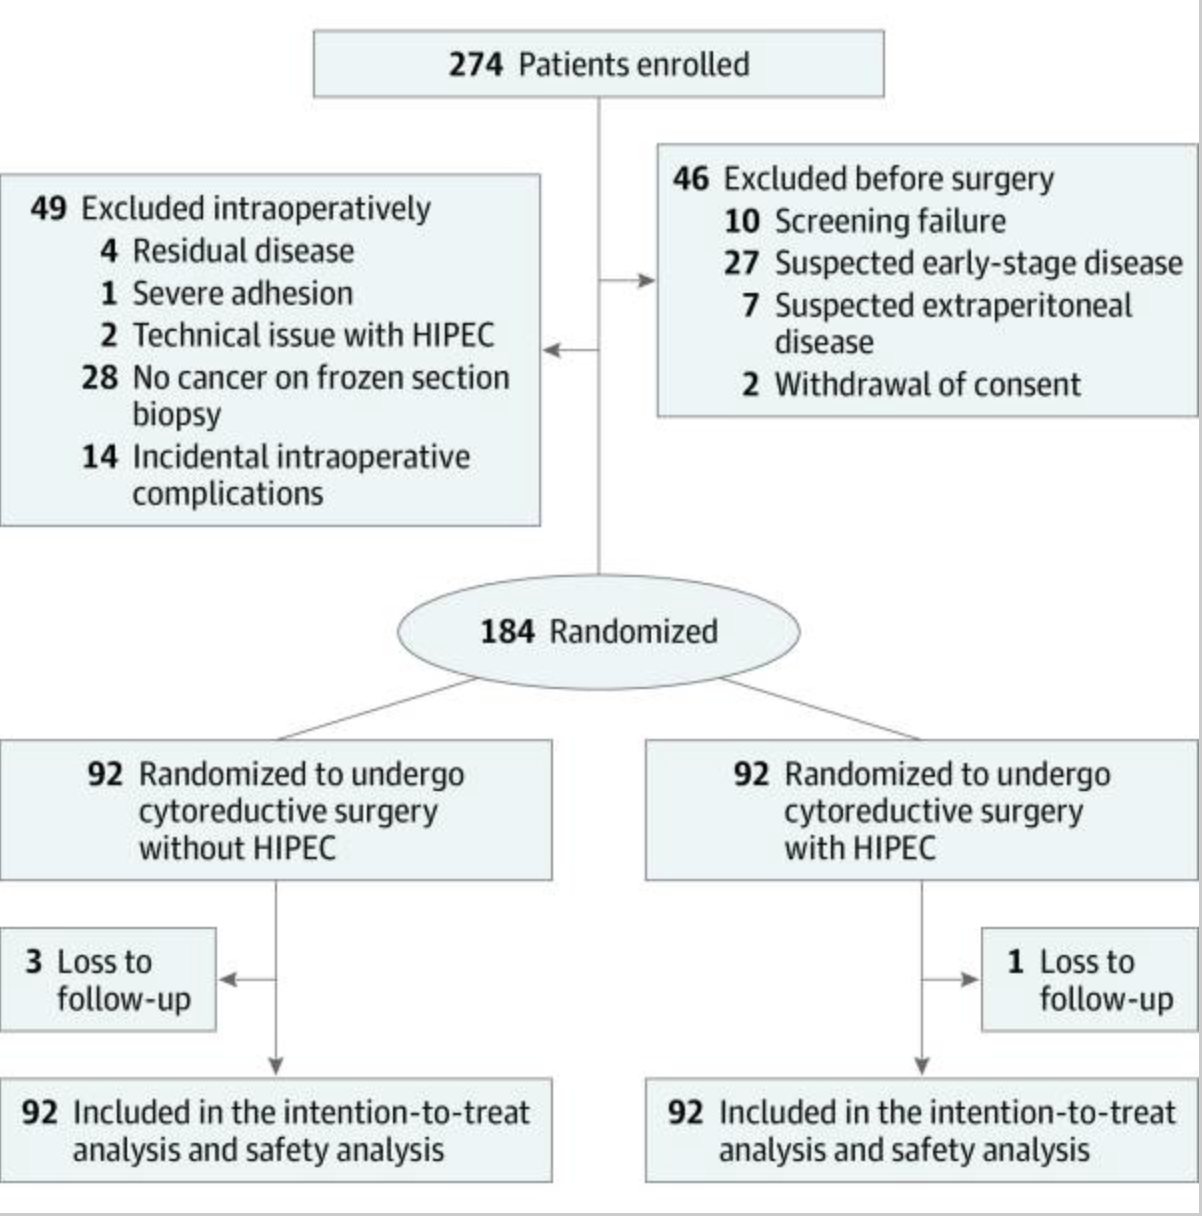 274 Patients enrolled
46 Excluded before surgery
10 Screening failure
27 Suspected early-stage disease
7 Suspected extraperitoneal
disease
2 Withdrawal of consent
49 Excluded intraoperatively
4 Residual disease
1 Severe adhesion
2 Technical issue with HIPEC
28 No cancer on frozen section
biopsy
14 Incidental intraoperative
complications
184 Randomized
92 Randomized to undergo
cytoreductive surgery
without HIPEC
92 Randomized to undergo
cytoreductive surgery
with HIPEC
3 Loss to
follow-up
1 Loss to
follow-up
92 Included in the intention-to-treat
analysis and safety analysis
92 Included in the intention-to-treat
analysis and safety analysis